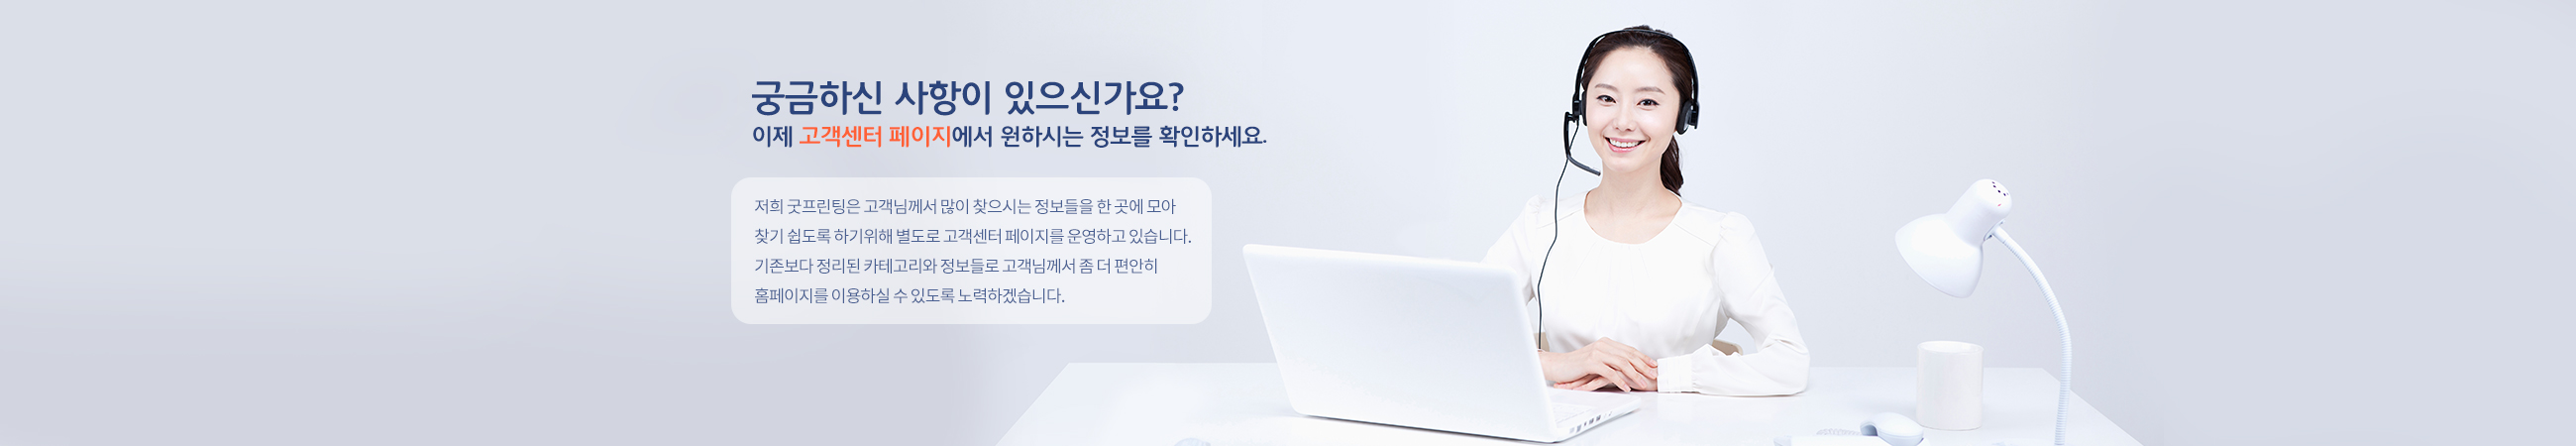 궁금하신 사항이 있으신가요?
이제 고객센터 페이지에서 원하시는 정보를 확인하세요.
저희 굿프린팅은 고객님께서 많이 찾으시는 정보들을 한 곳에 모아
찾기 쉽도록 하기위해 별도로 고객센터 페이지를 운영하고 있습니다.
기존보다 정리된 카테고리와 정보들로 고객님께서 좀 더 편안히
홈페이지를 이용하실 수 있도록 노력하겠습니다.